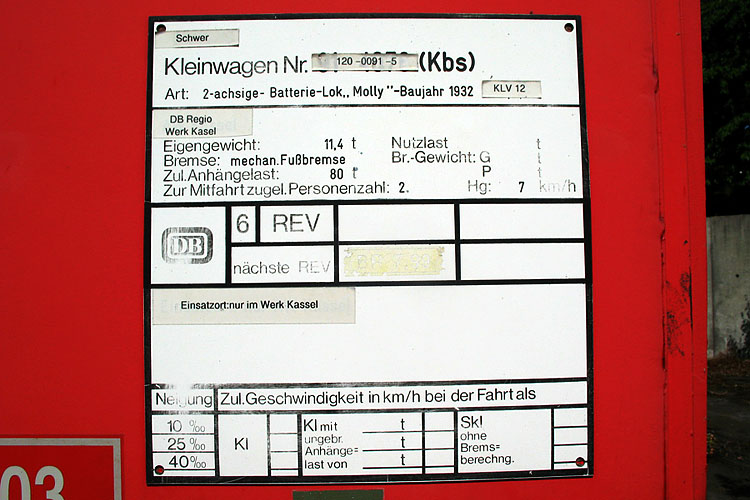 Schwer
Kleinwagen Nr. 120-0091-5 (Kbs)
Art: 2-achsige- Batterie-Lok„ Molly "-Baujahr 1932 KLV 12
DB Regio
Werk Kasel
Eigengewicht: 11,4 t Nutzlast t
Bremse: mechan.Fußbremse Br.-Gewicht: G t
Zul.Anhängelast: 80 t P t
Zur Mitfahrt zugel.Personenzahl: 2. Hg: 7 km/h
DB 6 REV
nächste REV
Einsatzort:nur im Werk Kassel
Neigung Zul.Geschwindigkeit in km/h bei der Fahrt als
10 ‰
25 ‰
40 ‰
Kl
Kl mit t
ungebr.
Anhänge= t
last von t
Skl
ohne
Brems=
berechng.
03